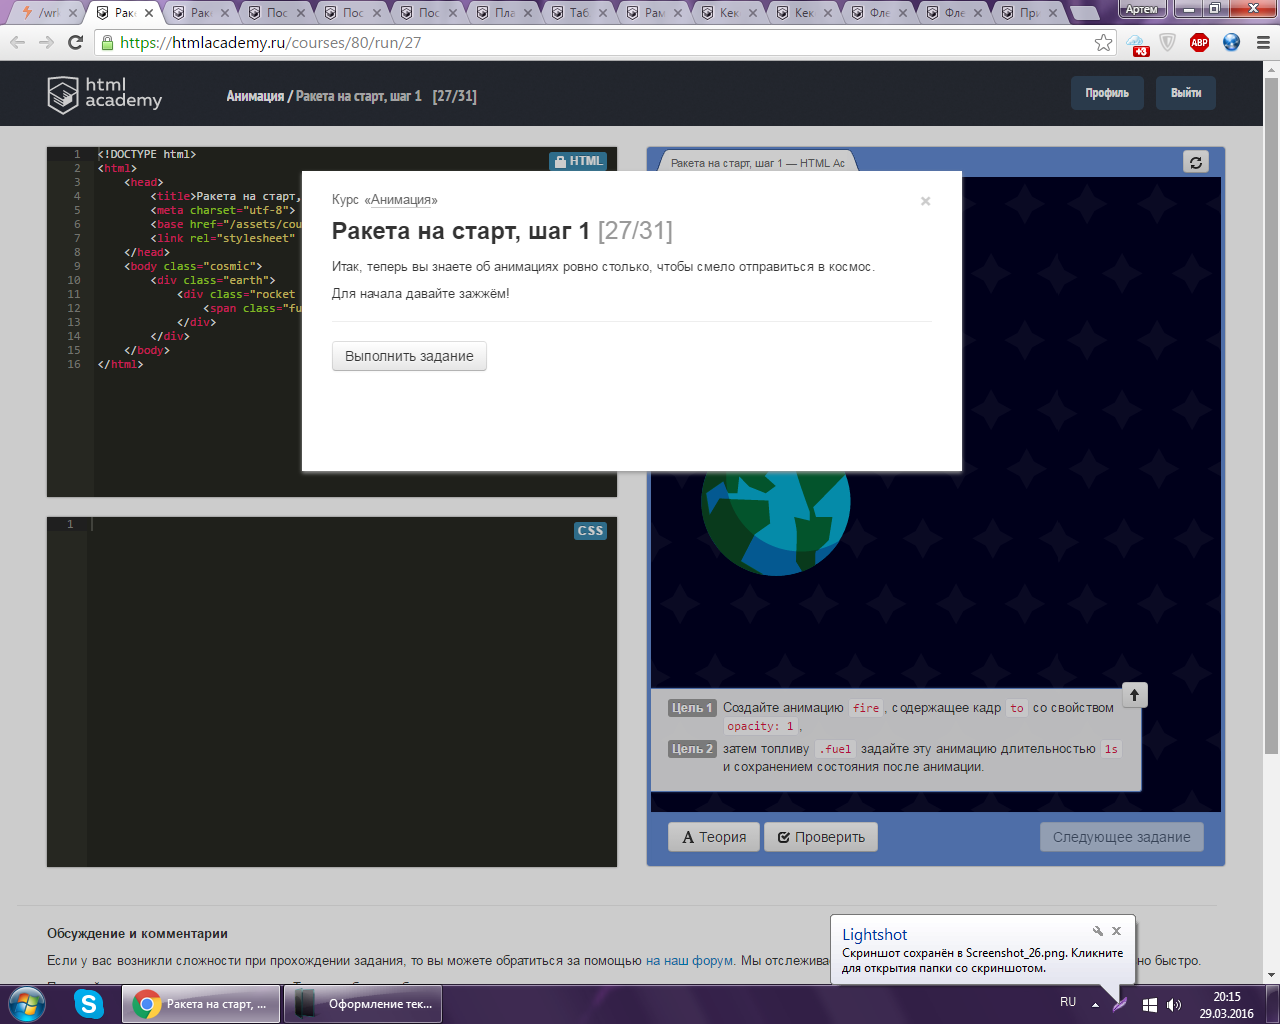 /wrk
Раке
Раке
Пос
Пос
Пос
Пла
Таб
Рам
Кек
Кек
Фле
Фле
При
Артем
https://htmlacademy.ru/courses/80/run/27
+3
ABP
html
academy
Анимация / Ракета на старт, шаг 1 [27/31]
Профиль
Выйти
HTML
1 <!DOCTYPE html>
2 <html>
3 <head>
4 <title>Ракета на старт,
5 <meta charset="utf-8">
6 <base href="/assets/cou
7 <link rel="stylesheet"
8 </head>
9 <body class="cosmic">
10 <div class="earth">
11 <div class="rocket
12 <span class="fu
13 </div>
14 </div>
15 </body>
16 </html>
Ракета на старт, шаг 1 — HTML Ac
Курс «Анимация»
×
Ракета на старт, шаг 1 [27/31]
Итак, теперь вы знаете об анимациях ровно столько, чтобы смело отправиться в космос.
Для начала давайте зажжём!
Выполнить задание
1
CSS
Цель 1 Создайте анимацию fire, содержащее кадр to со свойством
opacity: 1,
Цель 2 затем топливу .fuel задайте эту анимацию длительностью 1s
и сохранением состояния после анимации.
Теория
Проверить
Следующее задание
Обсуждение и комментарии
Если у вас возникли сложности при прохождении задания, то вы можете обратиться за помощью на наш форум. Мы отслежива
но быстро.
Lightshot
Скриншот сохранён в Screenshot_26.png. Кликните
для открытия папки со скриншотом.
Ракета на старт, ...
Оформление тек...
RU
20:15
29.03.2016